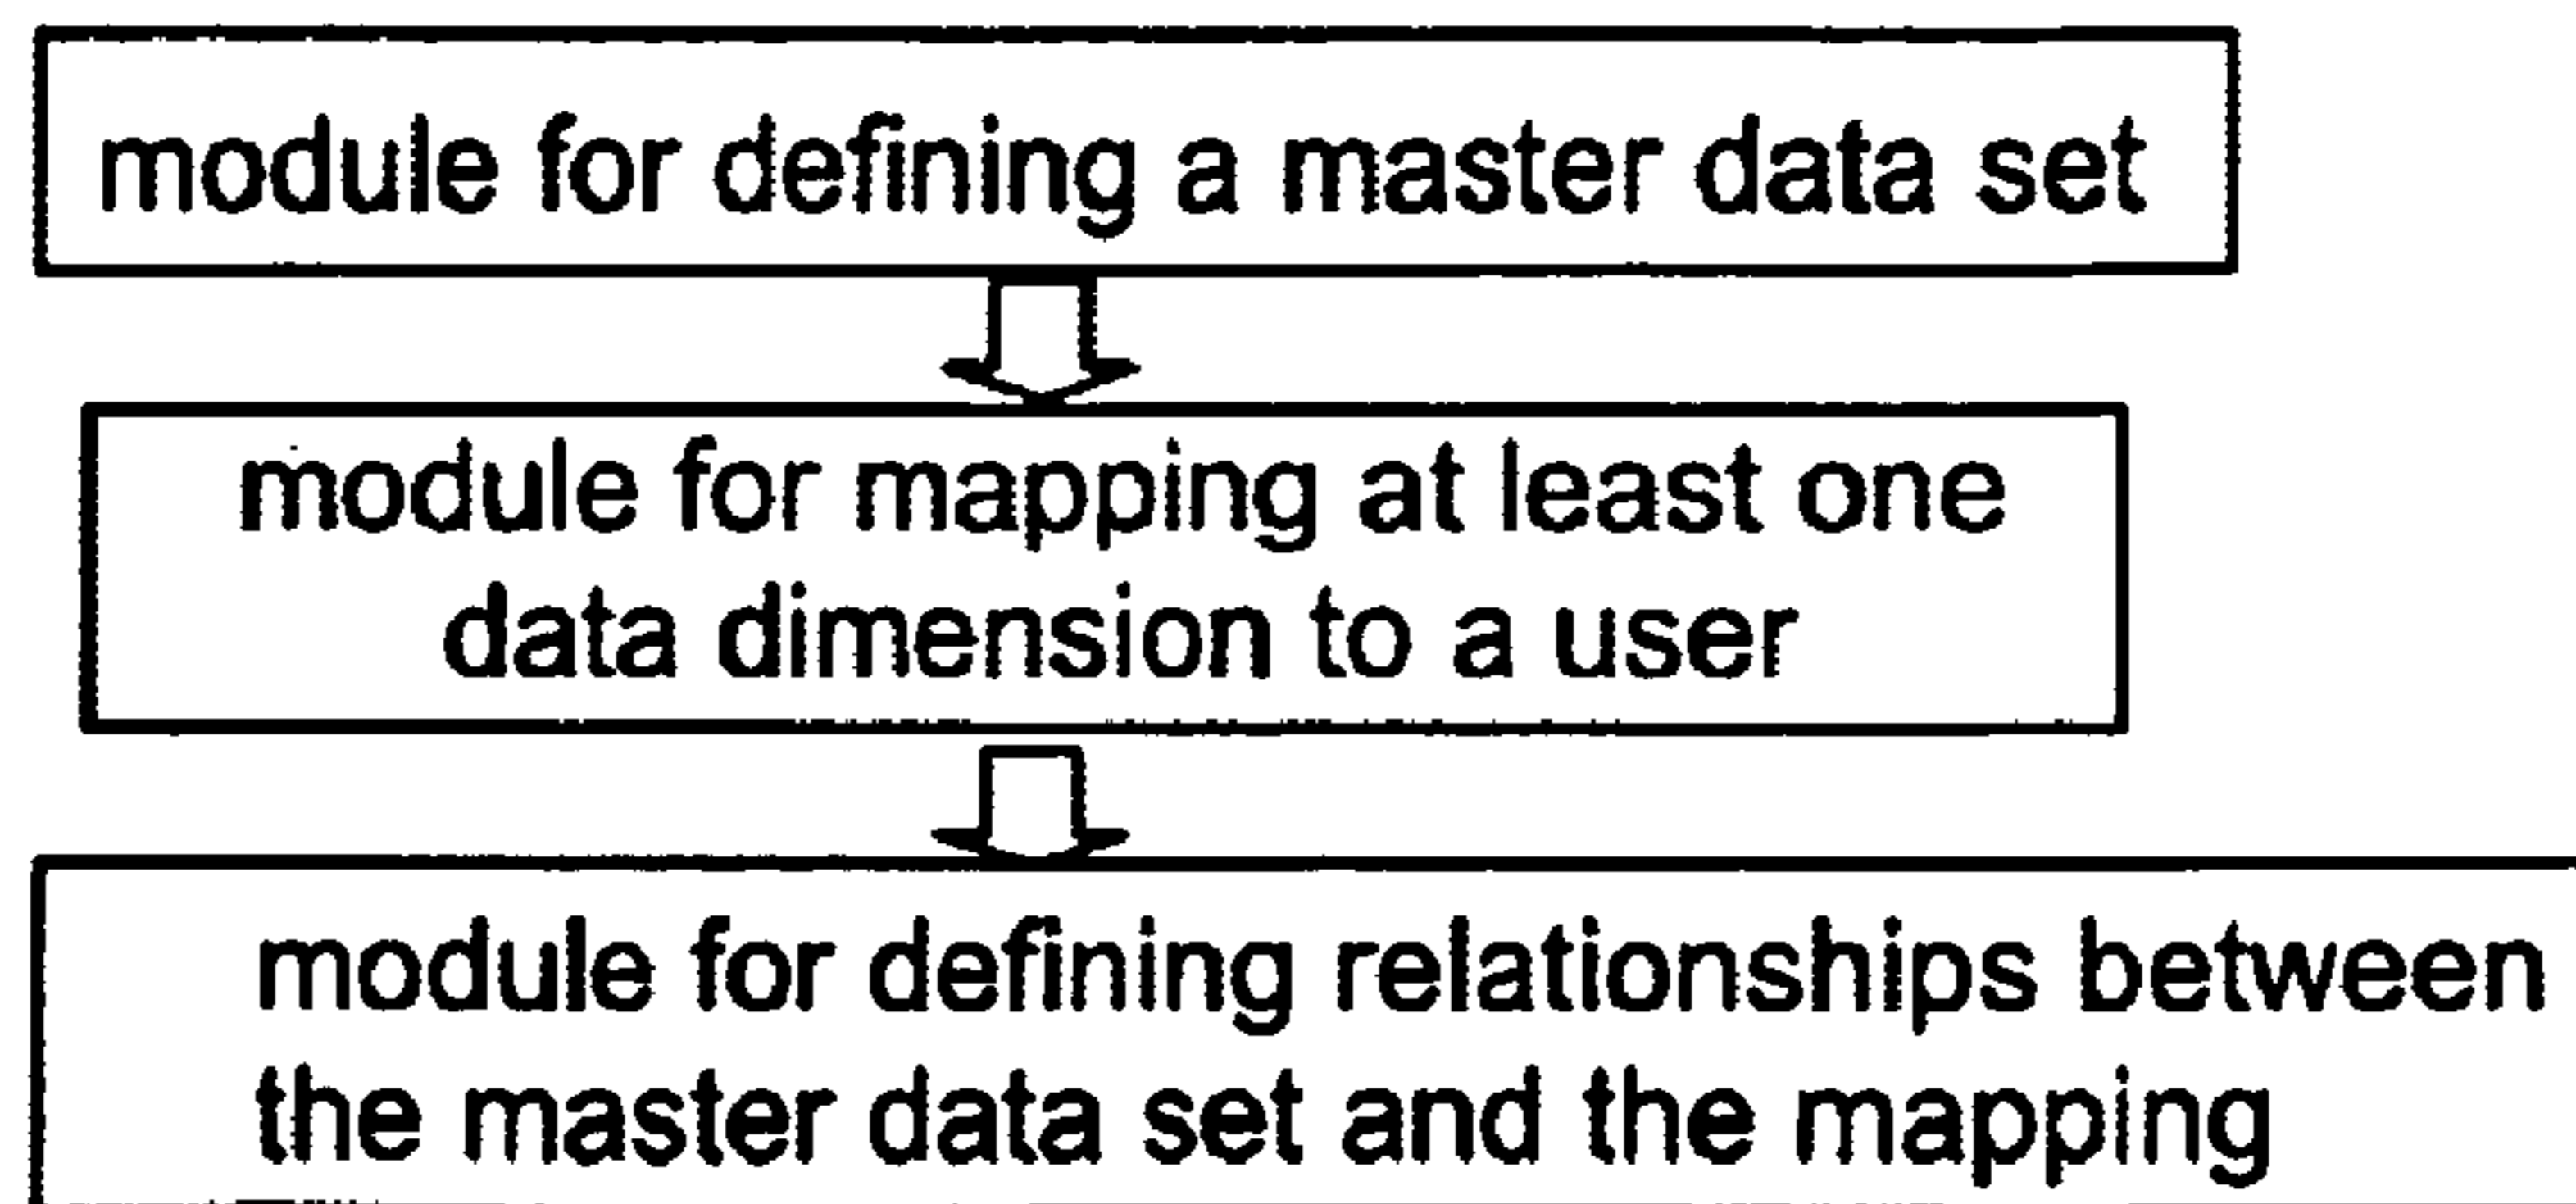 module for defining a master data set
module for mapping at least one
data dimension to a user
module for defining relationships between
the master data set and the mapping